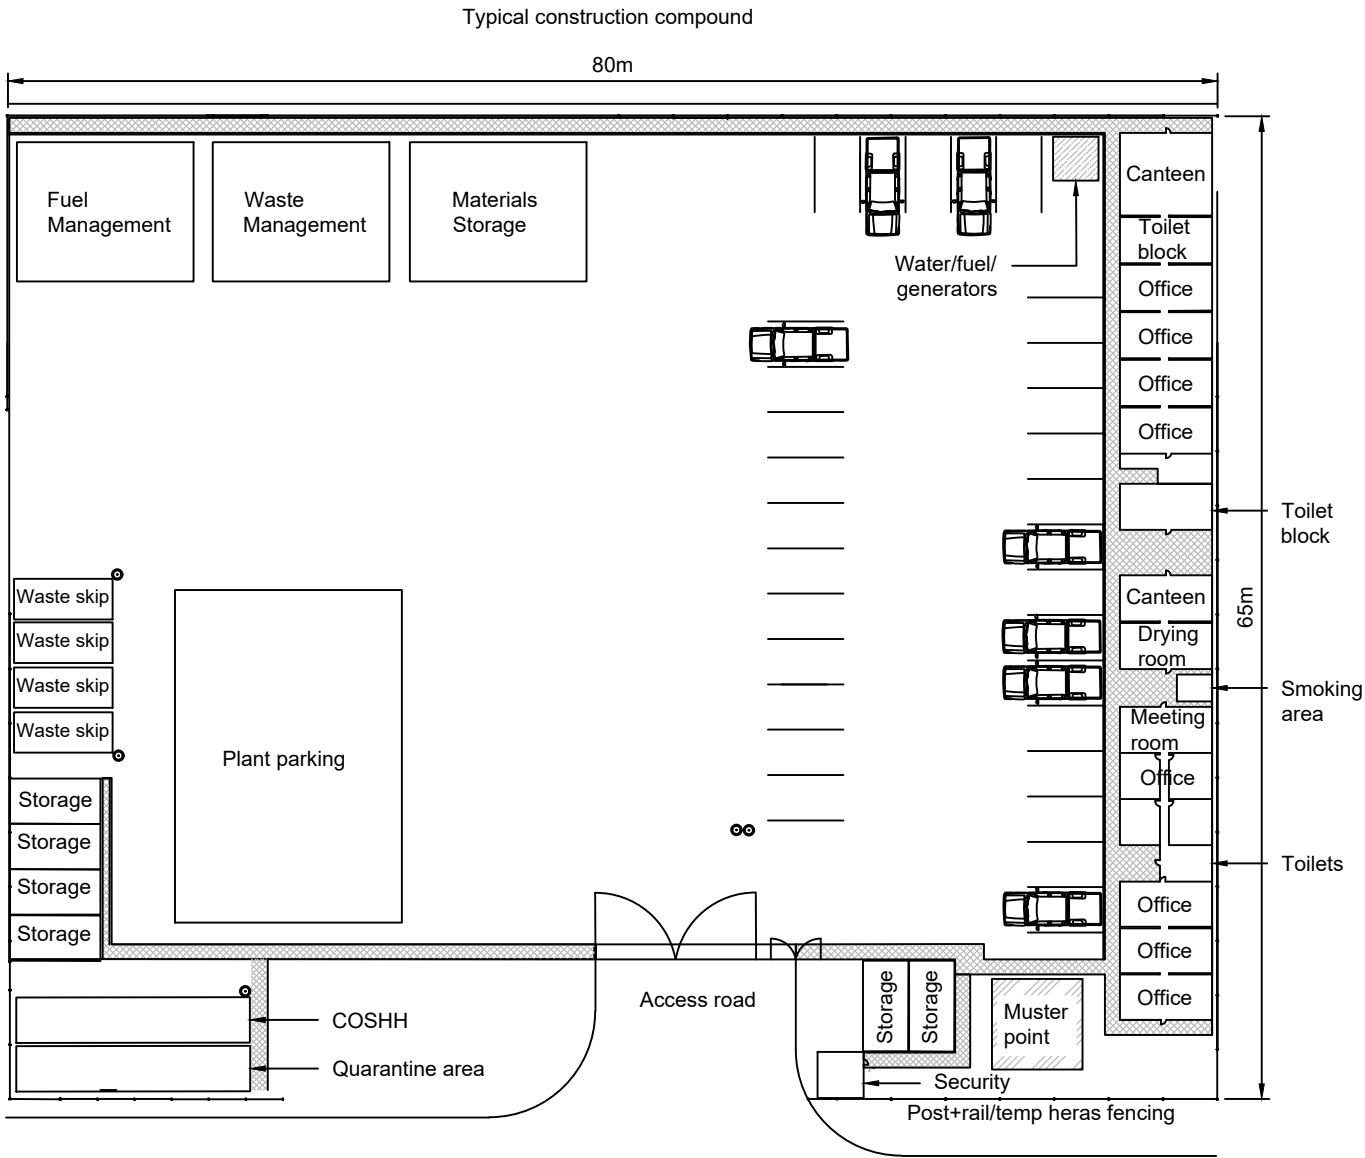 Typical construction compound
80m
Fuel
Management
Waste
Management
Materials
Storage
Water/fuel/
generators
Canteen
Toilet
block
Office
Office
Office
Office
Toilet
block
Canteen
Drying
room
65m
Smoking
area
Meeting
room
Office
Toilets
Office
Office
Office
Waste skip
Waste skip
Waste skip
Waste skip
Plant parking
Storage
Storage
Storage
Storage
COSHH
Quarantine area
Access road
Storage
Storage
Muster
point
Security
Post+rail/temp heras fencing